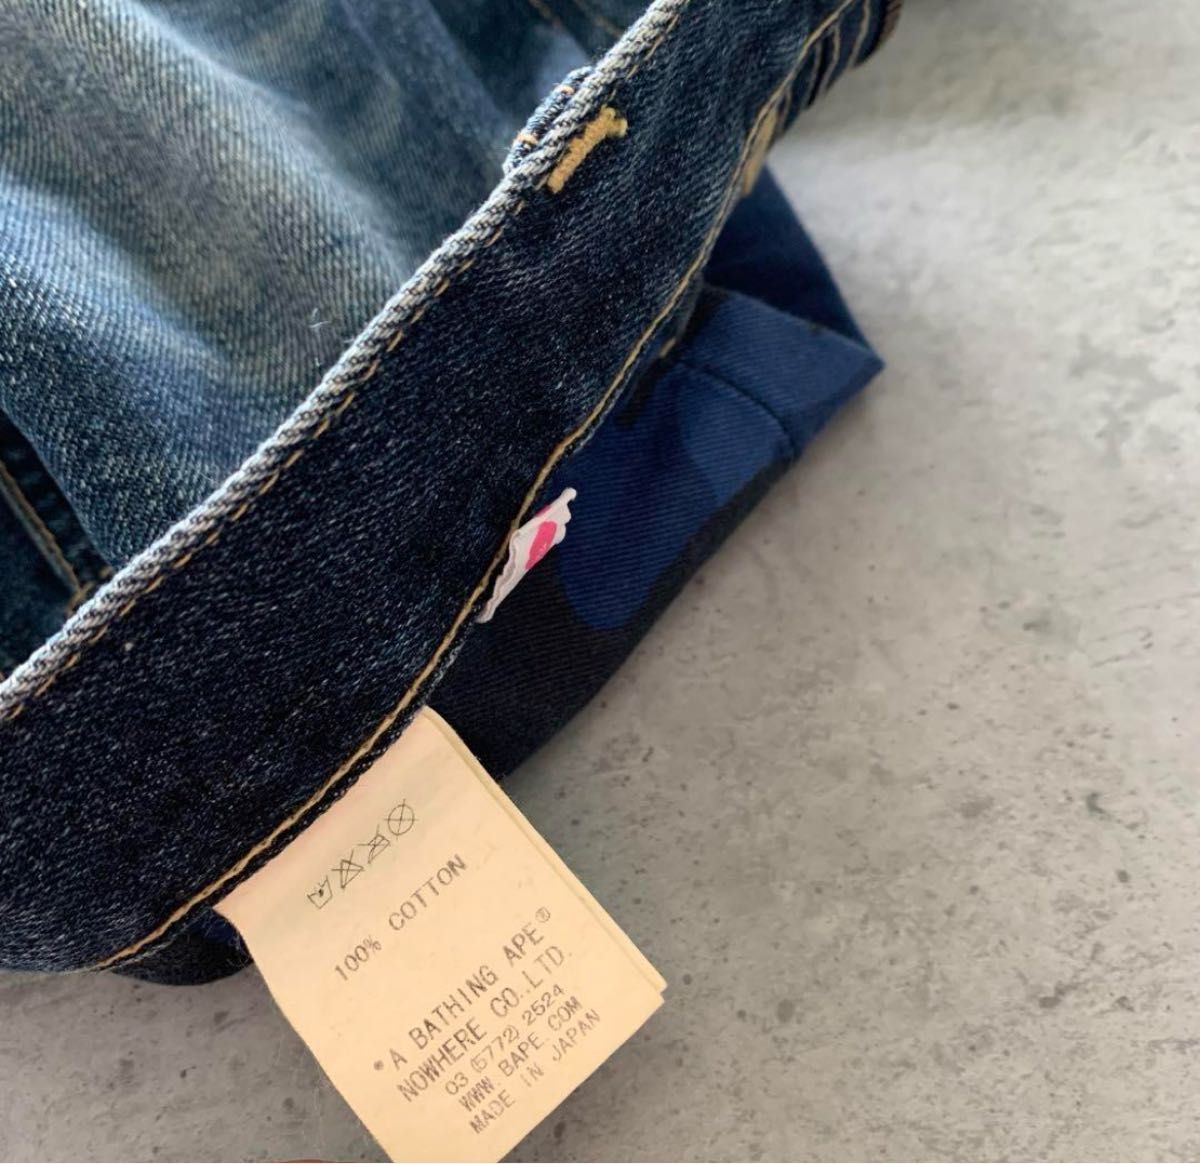 100% COTTON
*A BATHING APE®
NOWHERE CO.,LTD.
03 (5772) 2524
WWW. BAPE. COM
MADE IN JAPAN